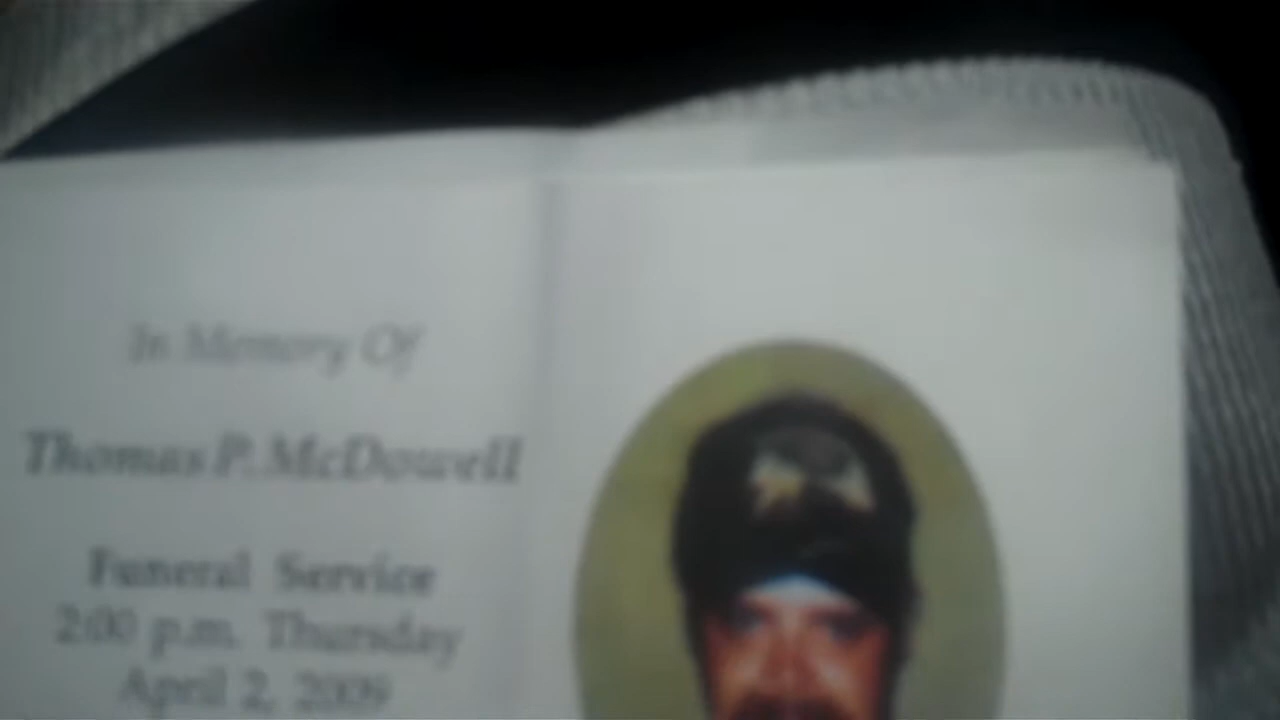 In Memory Of
Thomas P. McDowell
Funeral Service
2:00 p.m. Thursday
April 2, 2009